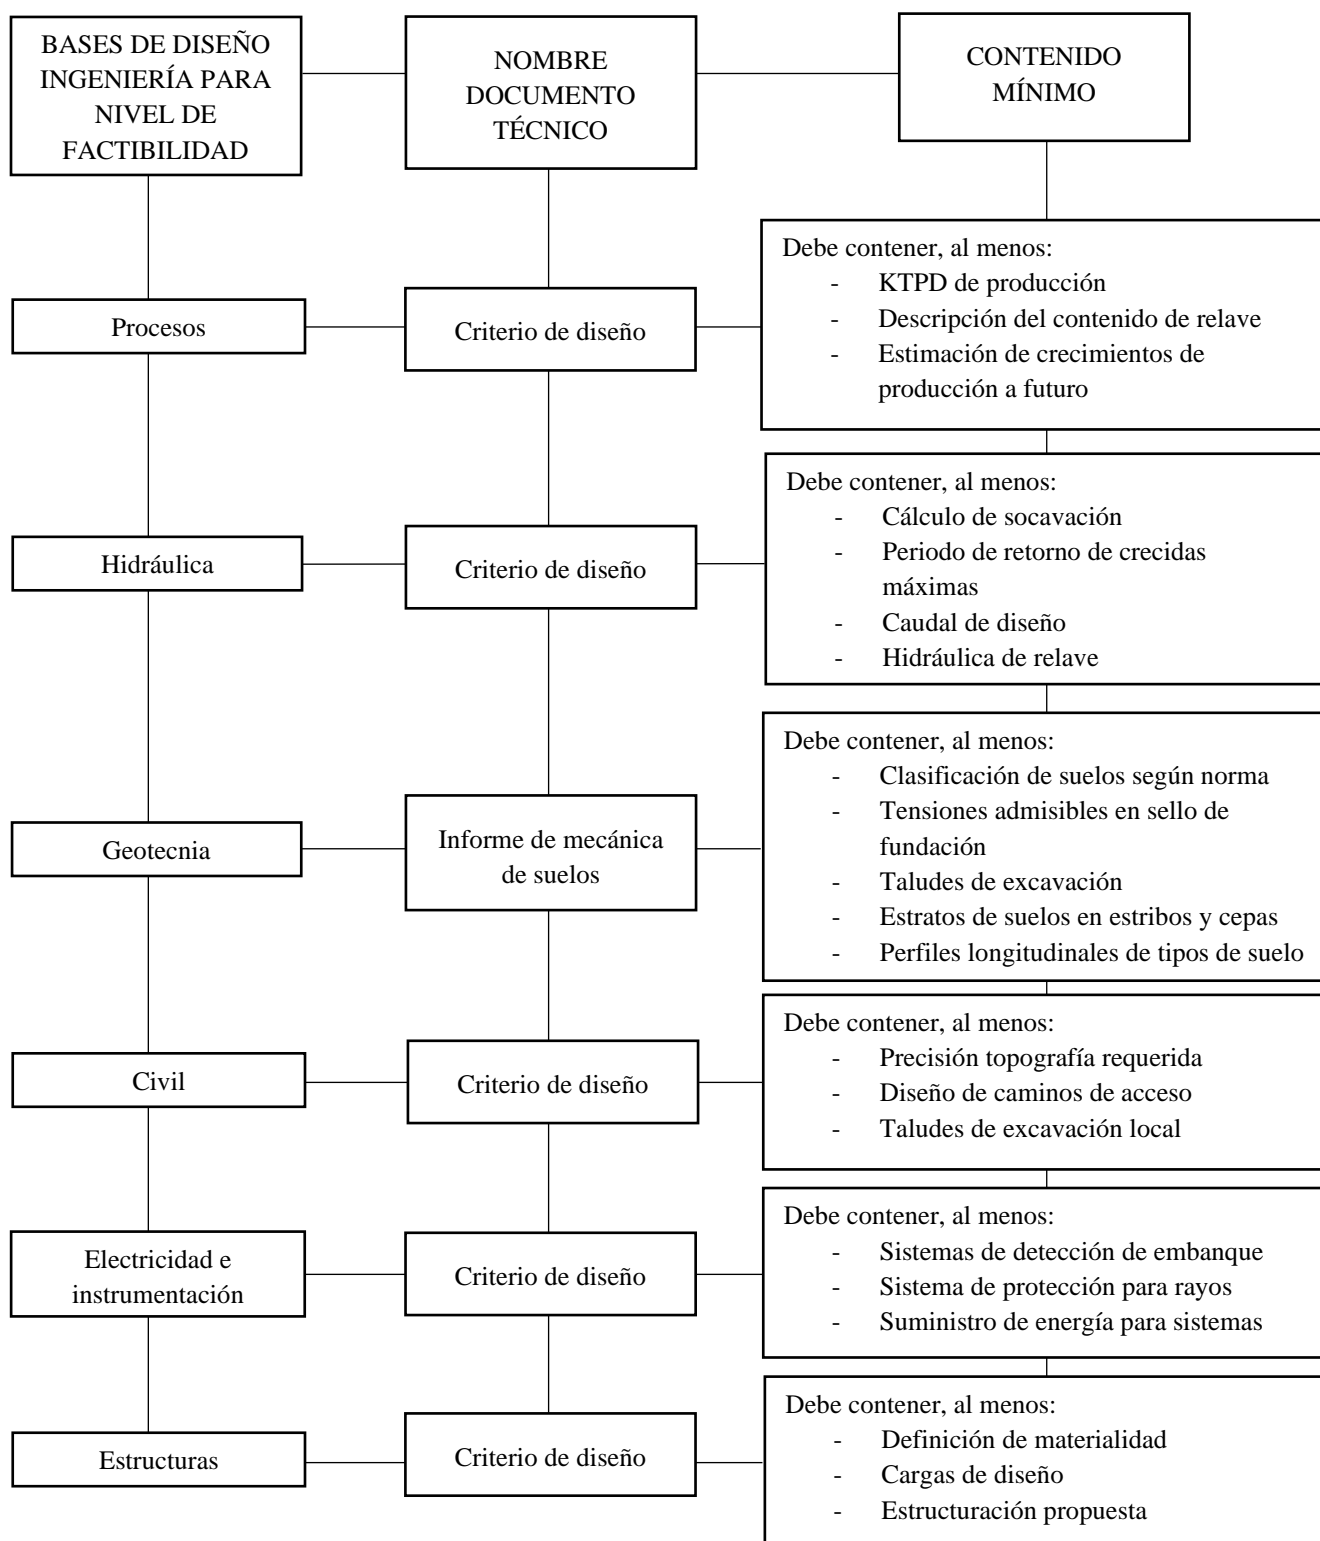 BASES DE DISEÑO
INGENIERÍA PARA
NIVEL DE
FACTIBILIDAD
NOMBRE
DOCUMENTO
TÉCNICO
CONTENIDO
MÍNIMO
Procesos
Criterio de diseño
Debe contener, al menos:
- KTPD de producción
- Descripción del contenido de relave
- Estimación de crecimientos de
producción a futuro
Hidráulica
Criterio de diseño
Debe contener, al menos:
- Cálculo de socavación
- Periodo de retorno de crecidas
máximas
- Caudal de diseño
- Hidráulica de relave
Geotecnia
Informe de mecánica
de suelos
Debe contener, al menos:
- Clasificación de suelos según norma
- Tensiones admisibles en sello de
fundación
- Taludes de excavación
- Estratos de suelos en estribos y cepas
- Perfiles longitudinales de tipos de suelo
Civil
Criterio de diseño
Debe contener, al menos:
- Precisión topografía requerida
- Diseño de caminos de acceso
- Taludes de excavación local
Electricidad e
instrumentación
Criterio de diseño
Debe contener, al menos:
- Sistemas de detección de embanque
- Sistema de protección para rayos
- Suministro de energía para sistemas
Estructuras
Criterio de diseño
Debe contener, al menos:
- Definición de materialidad
- Cargas de diseño
- Estructuración propuesta